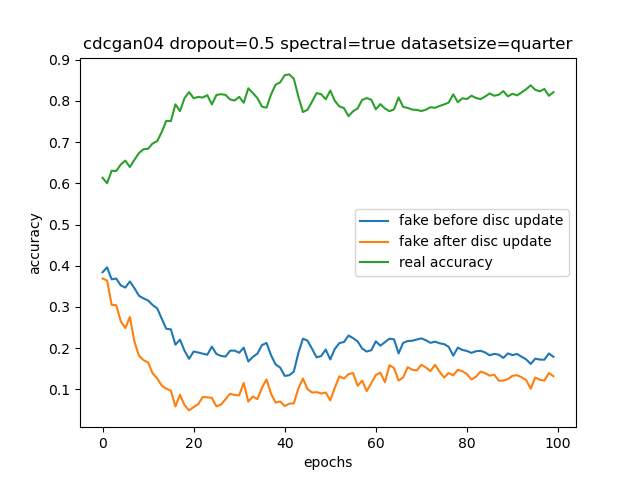 cdcgan04 dropout=0.5 spectral=true datasetsize=quarter
accuracy
0.9
0.8
0.7
0.6
0.5
0.4
0.3
0.2
0.1
fake before disc update
fake after disc update
real accuracy
0 20 40 60 80 100
epochs